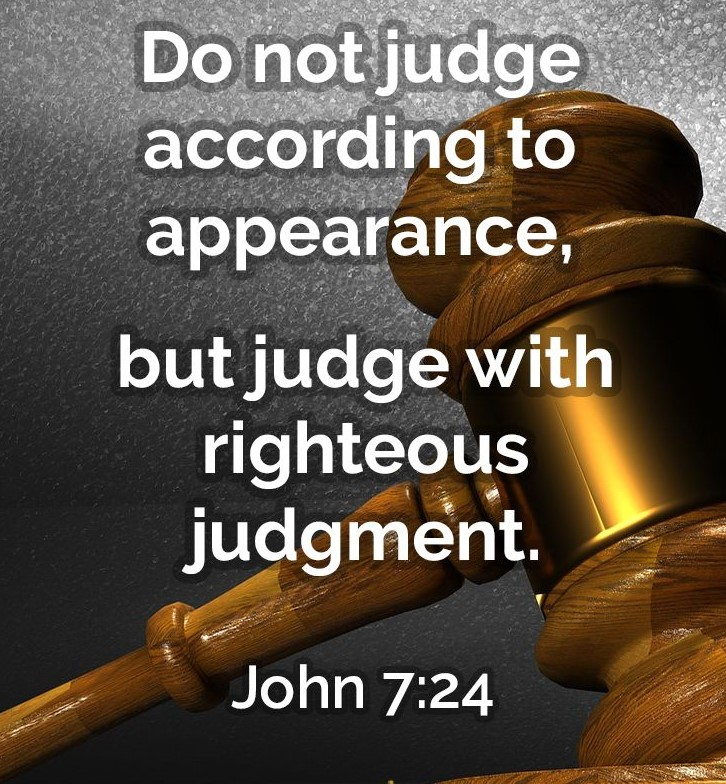 Do not judge
according to
appearance,
but judge with
righteous
judgment.
John 7:24